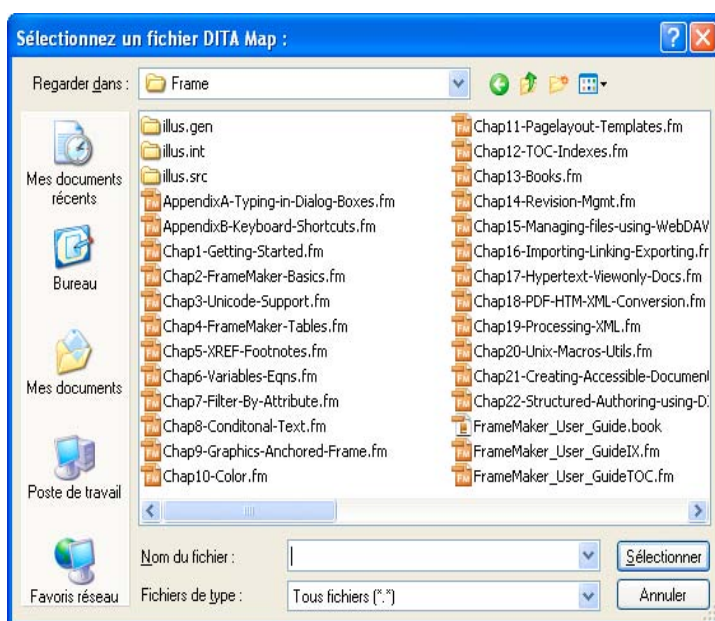 Sélectionnez un fichier DITA Map :
Regarder dans :
Frame
Mes documents
récents
Bureau
Mes documents
Poste de travail
Favoris réseau
illus.gen
illus.int
illus.src
AppendixA-Typing-in-Dialog-Boxes.fm
AppendixB-Keyboard-Shortcuts.fm
Chap1-Getting-Started.fm
Chap2-FrameMaker-Basics.fm
Chap3-Unicode-Support.fm
Chap4-FrameMaker-Tables.fm
Chap5-XREF-Footnotes.fm
Chap6-Variables-Eqns.fm
Chap7-Filter-By-Attribute.fm
Chap8-Conditonal-Text.fm
Chap9-Graphics-Anchored-Frame.fm
Chap10-Color.fm
Chap11-Pagelayout-Templates.fm
Chap12-TOC-Indexes.fm
Chap13-Books.fm
Chap14-Revision-Mgmt.fm
Chap15-Managing-files-using-WebDAV
Chap16-Importing-Linking-Exporting.fr
Chap17-Hypertext-Viewonly-Docs.fm
Chap18-PDF-HTM-XML-Conversion.fm
Chap19-Processing-XML.fm
Chap20-Unix-Macros-Utils.fm
Chap21-Creating-Accessible-Document
Chap22-Structured-Authoring-using-D
FrameMaker_User_Guide.book
FrameMaker_User_GuideIX.fm
FrameMaker_User_GuideTOC.fm
Nom du fichier :
Sélectionner
Fichiers de type :
Tous fichiers (*.*)
Annuler